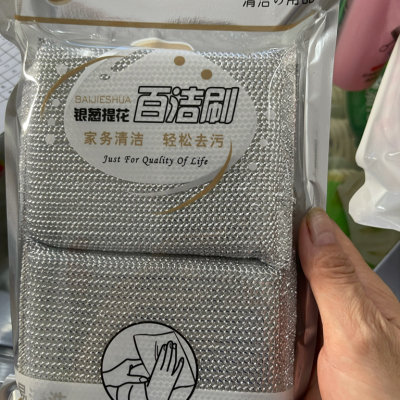 清洁の用品
BAIJIESHUA
银葱提花 百洁刷
家务清洁 轻松去污
Just For Quality Of Life